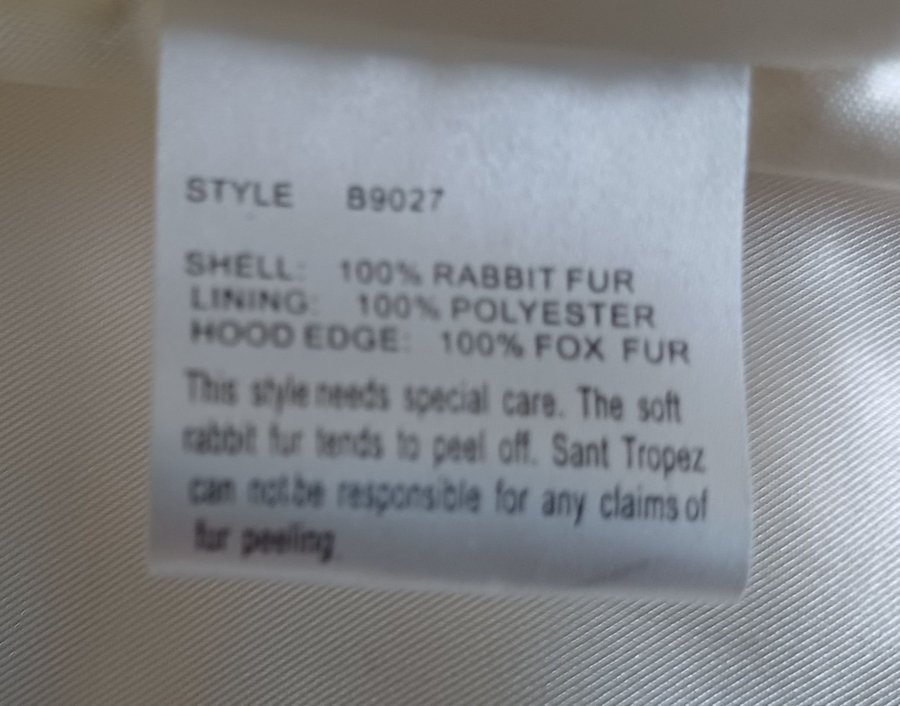 STYLE B9027
SHELL: 100% RABBIT FUR
LINING: 100% POLYESTER
HOOD EDGE: 100% FOX FUR
This style needs special care. The soft
rabbit fur tends to peel off. Sant Tropez
can not be responsible for any claims of
fur peeling